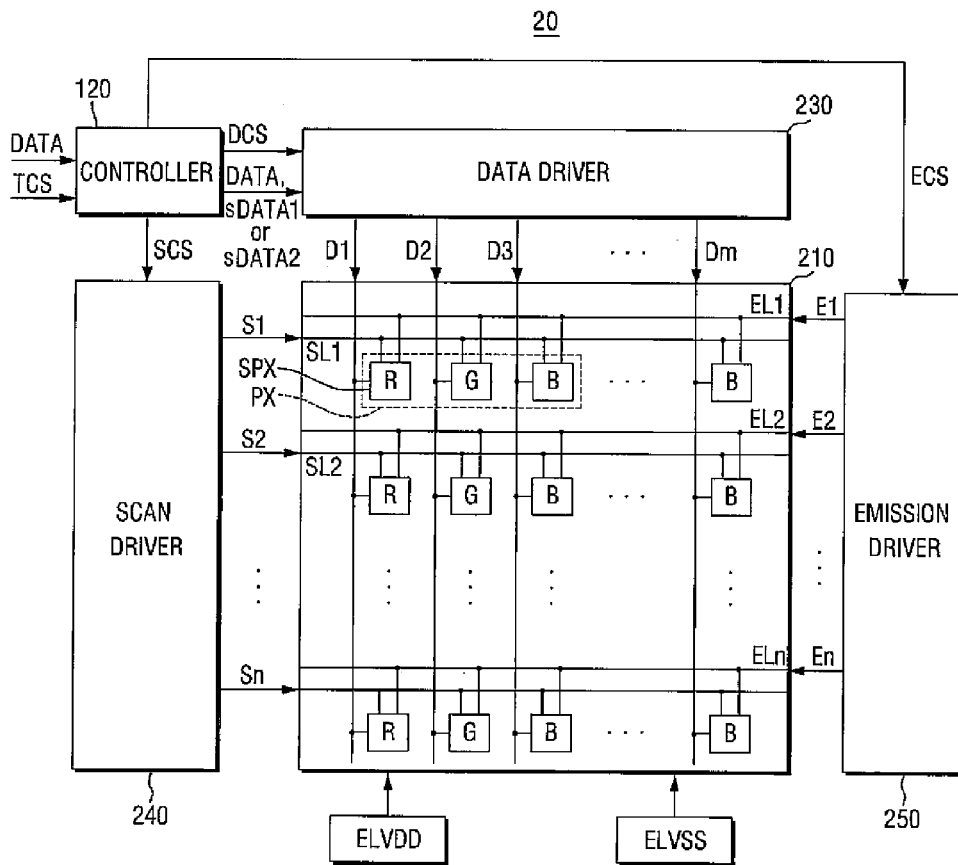 20
120
230
DATA
TCS
CONTROLLER
DCS
DATA,
sDATA1
or
sDATA2
DATA DRIVER
ECS
SCS
D1 D2 D3 ... Dm
210
S1
SL1
EL1
E1
SPX
PX
R G B ... B
S2
SL2
EL2
E2
R G B ... B
SCAN
DRIVER
EMISSION
DRIVER
Sn
ELn
En
R G B ... B
240
250
ELVDD
ELVSS